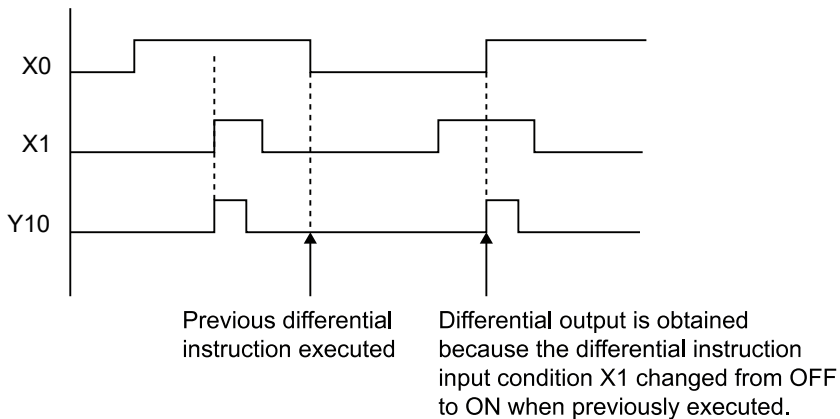 X0
X1
Y10
Previous differential
instruction executed
Differential output is obtained
because the differential instruction
input condition X1 changed from OFF
to ON when previously executed.